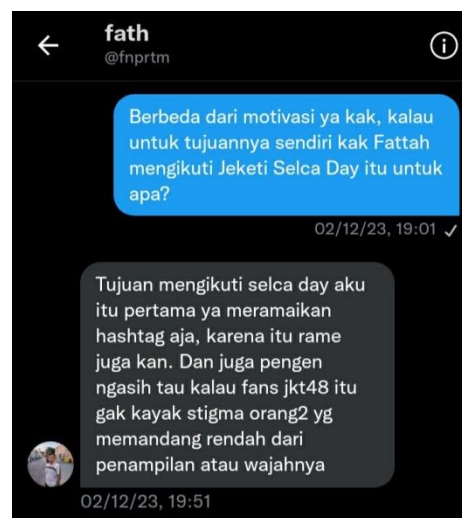 fath
@fnprtm
Berbeda dari motivasi ya kak, kalau
untuk tujuannya sendiri kak Fattah
mengikuti Jeketi Selca Day itu untuk
apa?
02/12/23, 19:01 ✓
Tujuan mengikuti selca day aku
itu pertama ya meramaikan
hashtag aja, karena itu rame
juga kan. Dan juga pengen
ngasih tau kalau fans jkt48 itu
gak kayak stigma orang2 yg
memandang rendah dari
penampilan atau wajahnya
02/12/23, 19:51